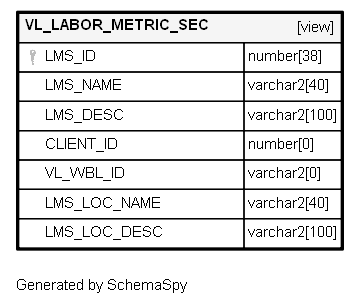 VL_LABOR_METRIC_SEC [view]
LMS_ID number[38]
LMS_NAME varchar2[40]
LMS_DESC varchar2[100]
CLIENT_ID number[0]
VL_WBL_ID varchar2[0]
LMS_LOC_NAME varchar2[40]
LMS_LOC_DESC varchar2[100]
Generated by SchemaSpy